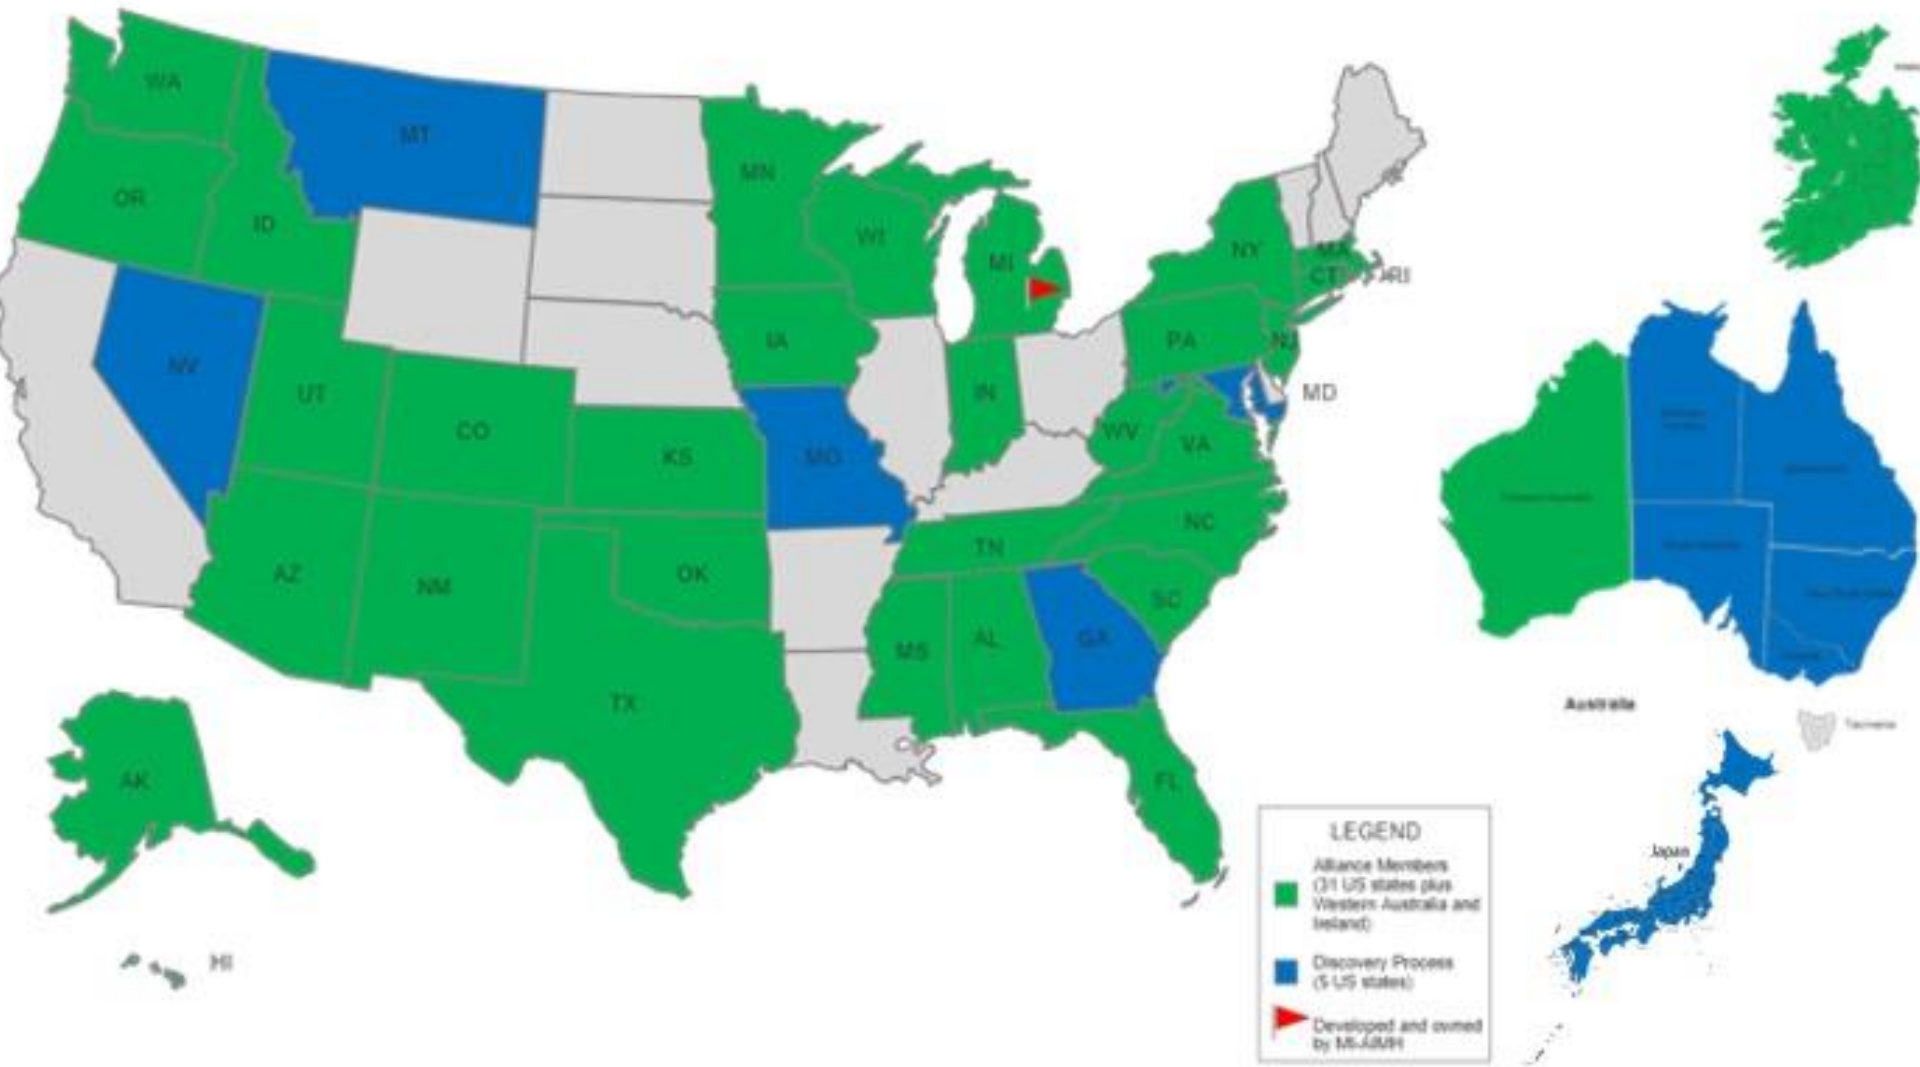 WA
MT
OR
ID
MN
WI
MI
NY
MA
CT
RI
NV
UT
CO
IA
PA
NJ
MD
IN
KS
MO
WV
VA
AZ
NM
OK
TN
NC
SC
MS
AL
GA
TX
FL
AK
HI
Australia
Tasmania
Japan
LEGEND
Alliance Members
(31 US states plus
Western Australia and
Ireland)
Discovery Process
(5 US states)
Developed and owned
by MI-AIMH